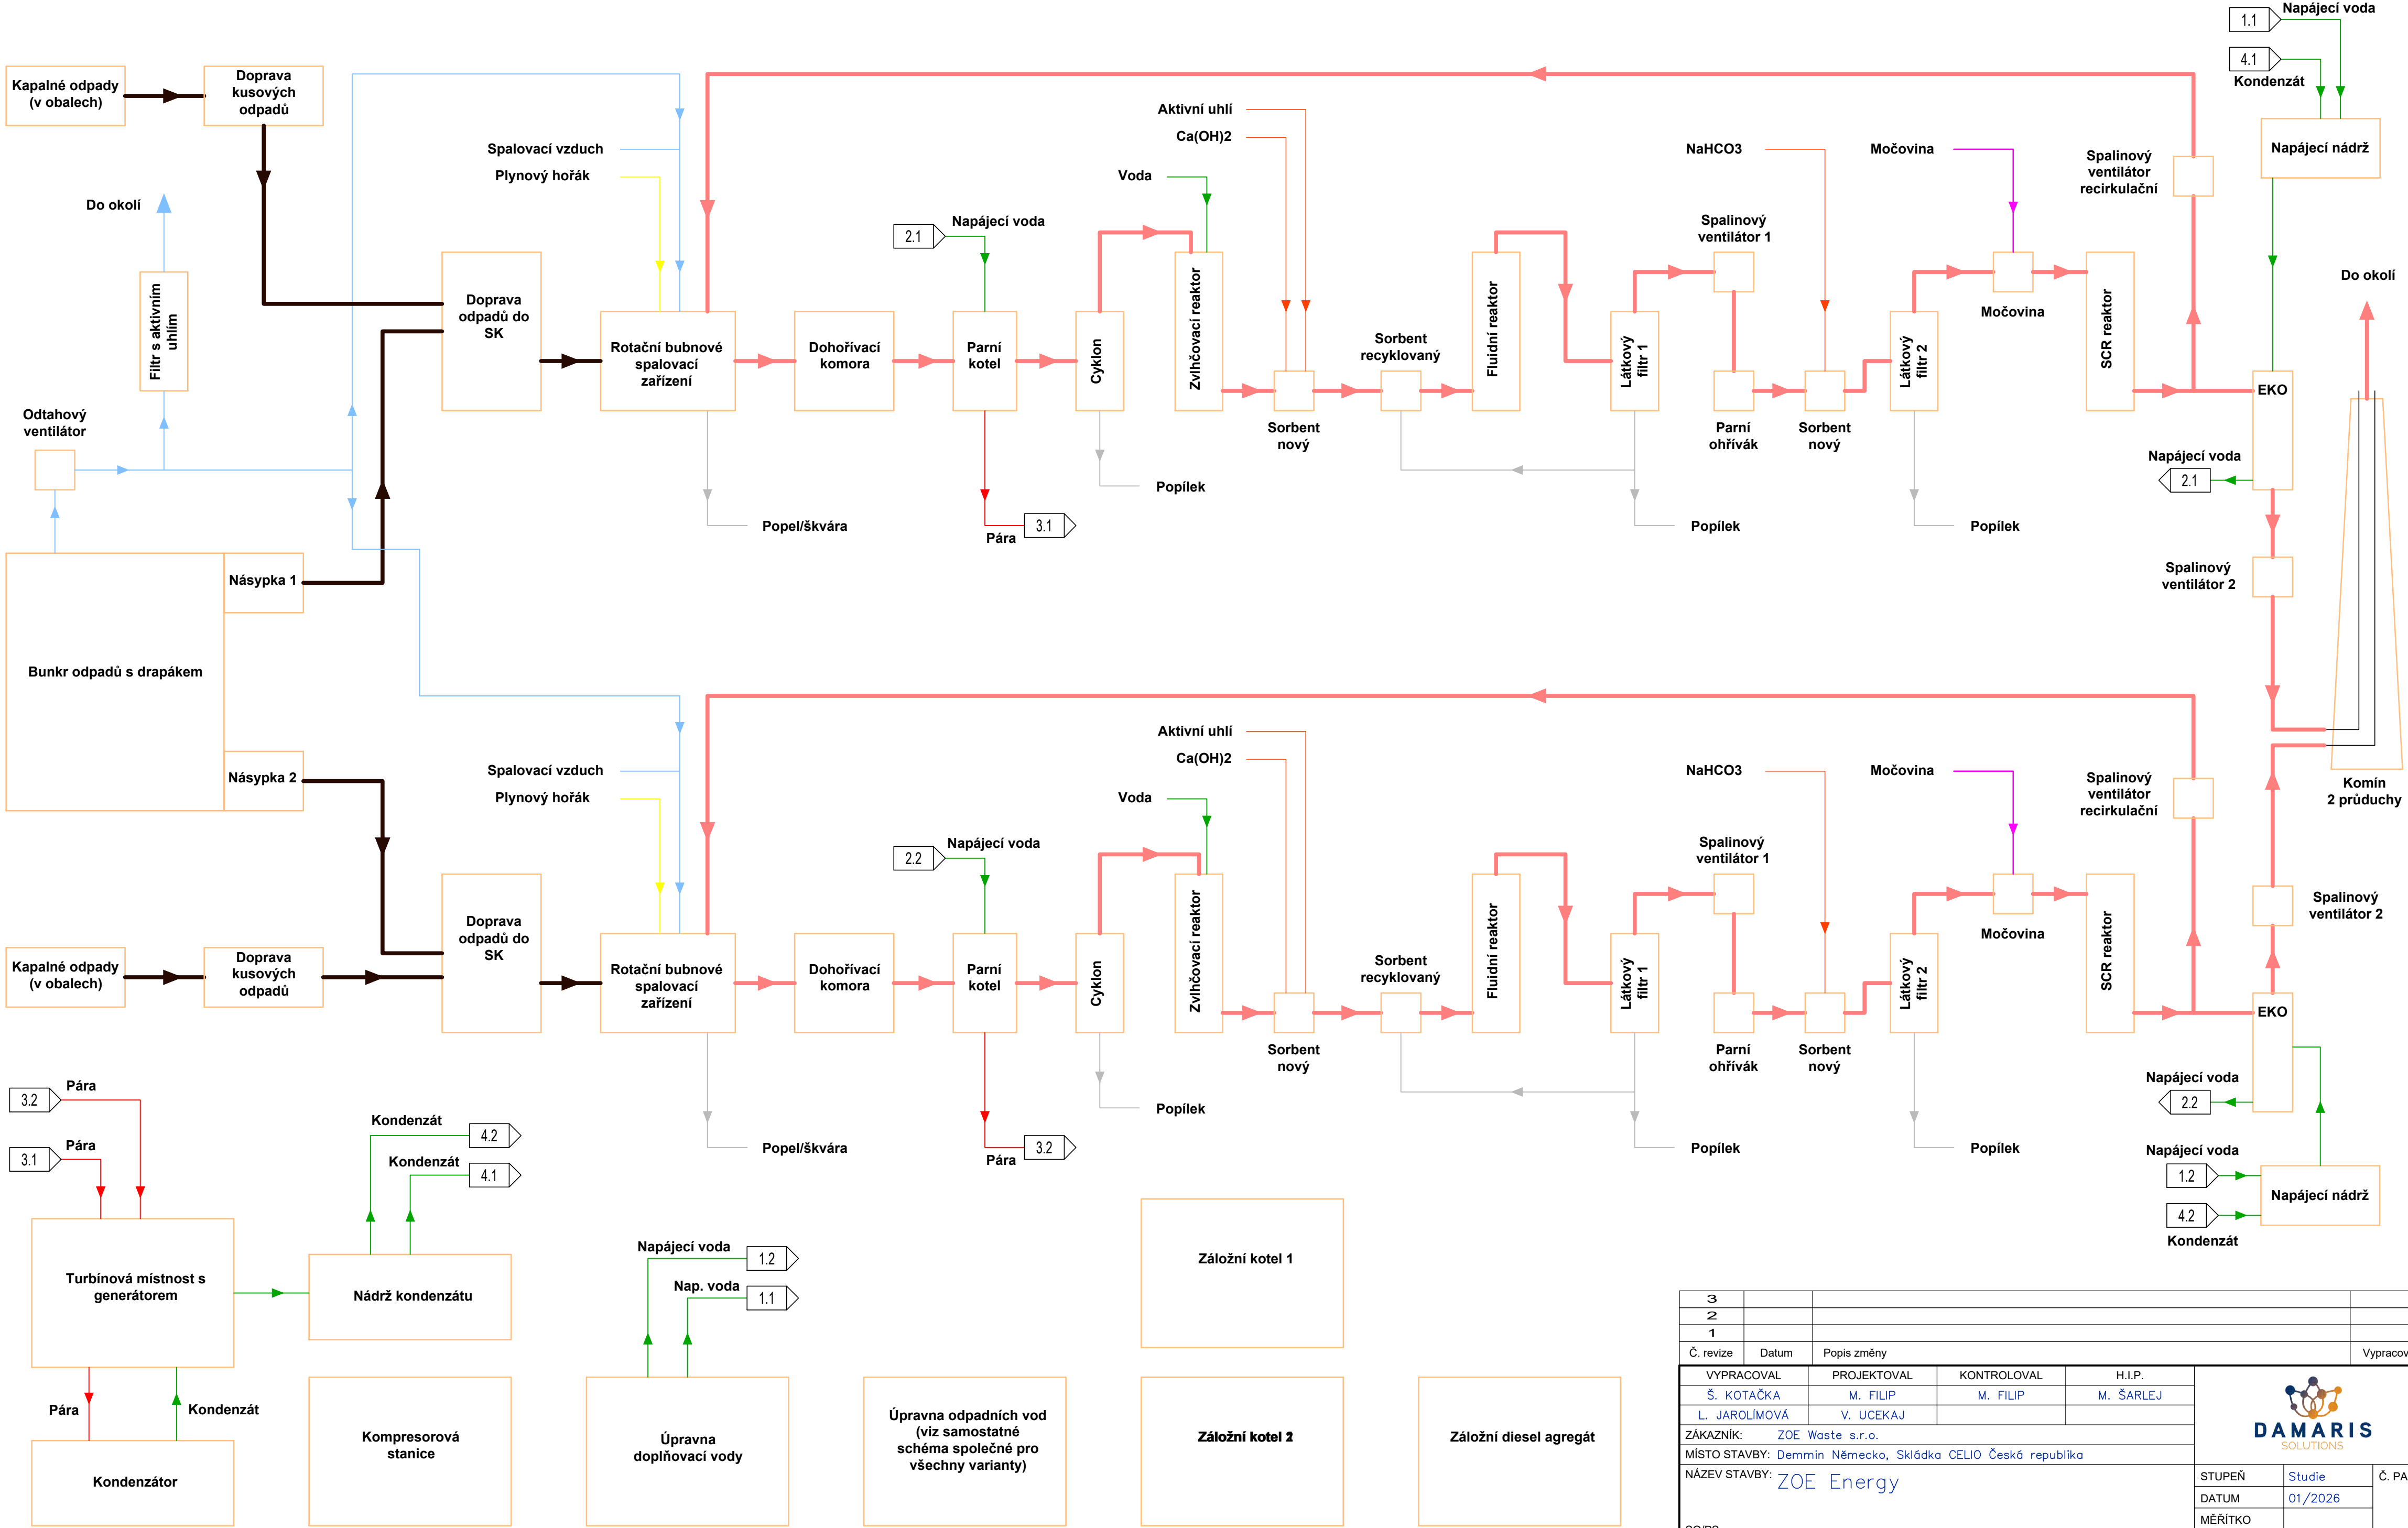 1.1
Napájecí voda
4.1
Kondenzát
Napájecí nádrž
Kapalné odpady
(v obalech)
Doprava
kusových
odpadů
Spalovací vzduch
Plynový hořák
Aktivní uhlí
Ca(OH)2
Voda
NaHCO3
Močovina
Spalinový
ventilátor
recirkulační
Do okolí
Filtr s aktivním
uhlím
Odtahový
ventilátor
2.1
Napájecí voda
Spalinový
ventilátor 1
Do okolí
Doprava
odpadů do
SK
Rotační bubnové
spalovací
zařízení
Dohořívací
komora
Parní
kotel
Cyklon
Zvlhčovací reaktor
Sorbent
nový
Sorbent
recyklovaný
Fluidní reaktor
Látkový
filtr 1
Parní
ohřívák
Sorbent
nový
Látkový
filtr 2
Močovina
SCR reaktor
EKO
Napájecí voda
2.1
Popel/škvára
Pára
3.1
Popílek
Popílek
Popílek
Spalinový
ventilátor 2
Bunkr odpadů s drapákem
Násypka 1
Násypka 2
Komín
2 průduchy
Spalovací vzduch
Plynový hořák
Aktivní uhlí
Ca(OH)2
Voda
NaHCO3
Močovina
Spalinový
ventilátor
recirkulační
2.2
Napájecí voda
Spalinový
ventilátor 1
Spalinový
ventilátor 2
Kapalné odpady
(v obalech)
Doprava
kusových
odpadů
Doprava
odpadů do
SK
Rotační bubnové
spalovací
zařízení
Dohořívací
komora
Parní
kotel
Cyklon
Zvlhčovací reaktor
Sorbent
nový
Sorbent
recyklovaný
Fluidní reaktor
Látkový
filtr 1
Parní
ohřívák
Sorbent
nový
Látkový
filtr 2
Močovina
SCR reaktor
EKO
Napájecí voda
2.2
Popel/škvára
Pára
3.2
Popílek
Popílek
Popílek
Napájecí voda
1.2
4.2
Kondenzát
Napájecí nádrž
3.2
Pára
3.1
Pára
Kondenzát
4.2
Kondenzát
4.1
Turbínová místnost s
generátorem
Nádrž kondenzátu
Napájecí voda
1.2
Nap. voda
1.1
Záložní kotel 1
Pára
Kondenzát
Kondenzátor
Kompresorová
stanice
Úpravna
doplňovací vody
Úpravna odpadních vod
(viz samostatné
schéma společné pro
všechny varianty)
Záložní kotel 2
Záložní diesel agregát
3
2
1
Č. revize Datum Popis změny Vypracov
VYPRACOVAL PROJEKTOVAL KONTROLOVAL H.I.P.
Š. KOTAČKA M. FILIP M. FILIP M. ŠARLEJ
L. JAROLÍMOVÁ V. UCEKAJ
DAMARIS
SOLUTIONS
ZÁKAZNÍK: ZOE Waste s.r.o.
MÍSTO STAVBY: Demmin Německo, Skládka CELIO Česká republika
NÁZEV STAVBY: ZOE Energy
STUPEŇ Studie Č. PA
DATUM 01/2026
MĚŘÍTKO